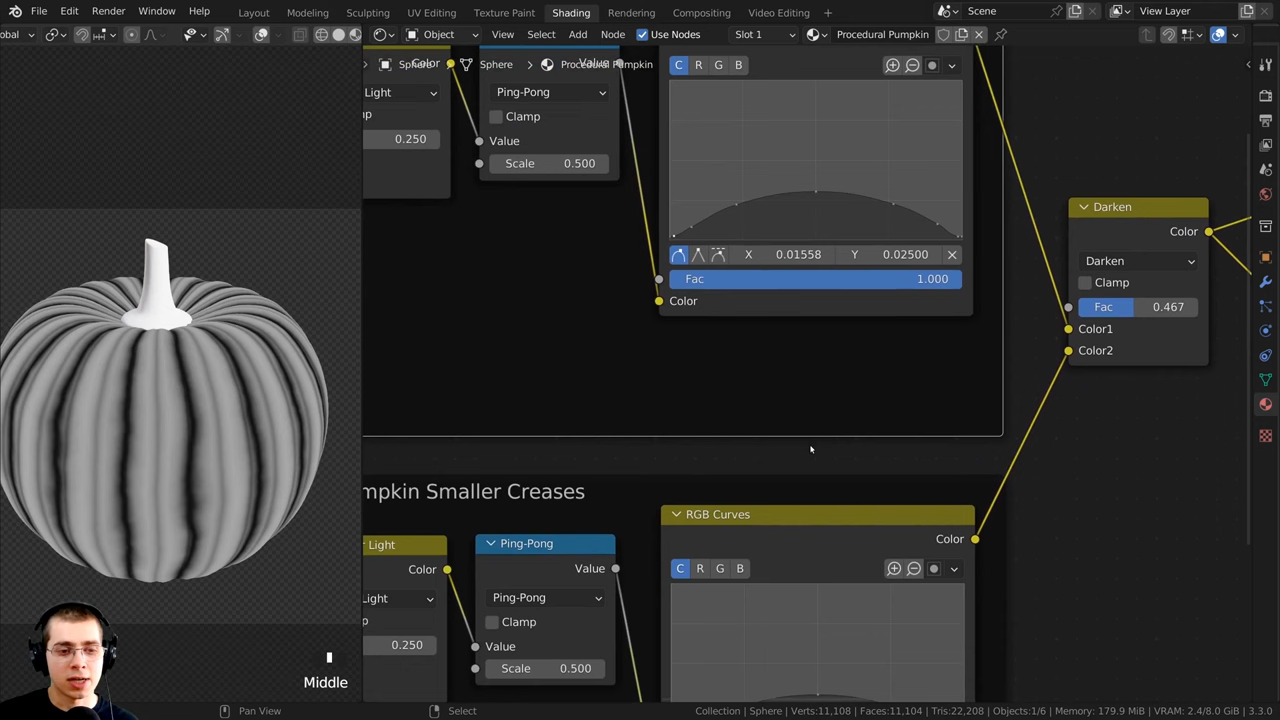 File Edit Render Window Help Layout Modeling Sculpting UV Editing Texture Paint Shading Rendering Compositing Video Editing + Scene View Layer
obal Object View Select Add Node Use Nodes Slot 1 Procedural Pumpkin
Color Sphere Sphere Value Procedural Pumpkin
C R G B
Light Ping-Pong
mp Clamp
0.250 Value
Scale 0.500
Darken
Color
X 0.01558 Y 0.02500
Darken
Fac 1.000
Clamp
Color
Fac 0.467
Color1
Color2
mpkin Smaller Creases
RGB Curves
Light Ping-Pong
Color
Color Value C R G B
Light Ping-Pong
Clamp
0.250 Value
Scale 0.500
Middle
Pan View Select Collection | Sphere | Verts:11,108 | Faces:11,104 | Tris:22,208 | Objects:1/6 | Memory: 179.9 MiB | VRAM: 2.4/8.0 GiB | 3.3.0